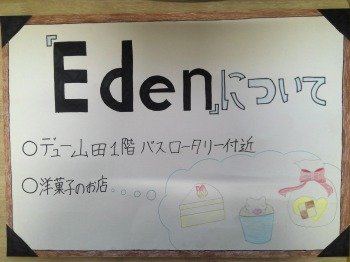 『Eden』について
○デュー山田1階 バスロータリー付近
○洋菓子のお店....